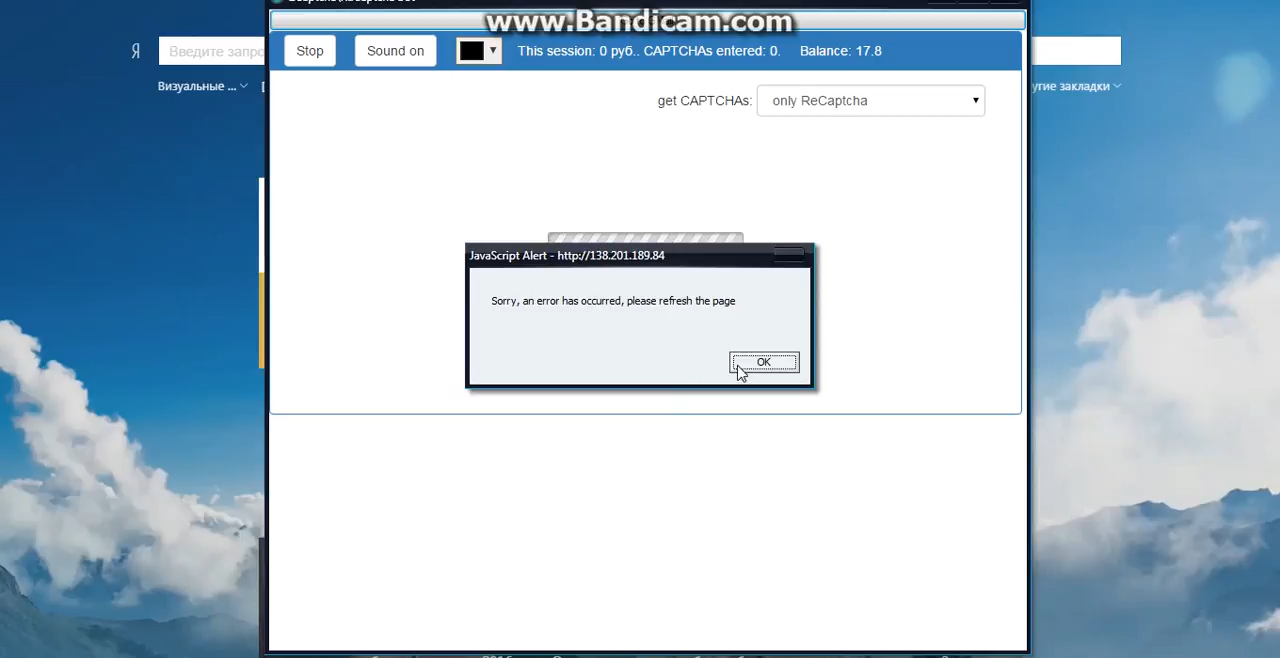 www.Bandicam.com
Я
Введите запро
Stop
Sound on
This session: 0 руб.. CAPTCHAs entered: 0.
Balance: 17.8
Визуальные ...
get CAPTCHAs:
only ReCaptcha
JavaScript Alert - http://138.201.189.84
Sorry, an error has occurred, please refresh the page
OK